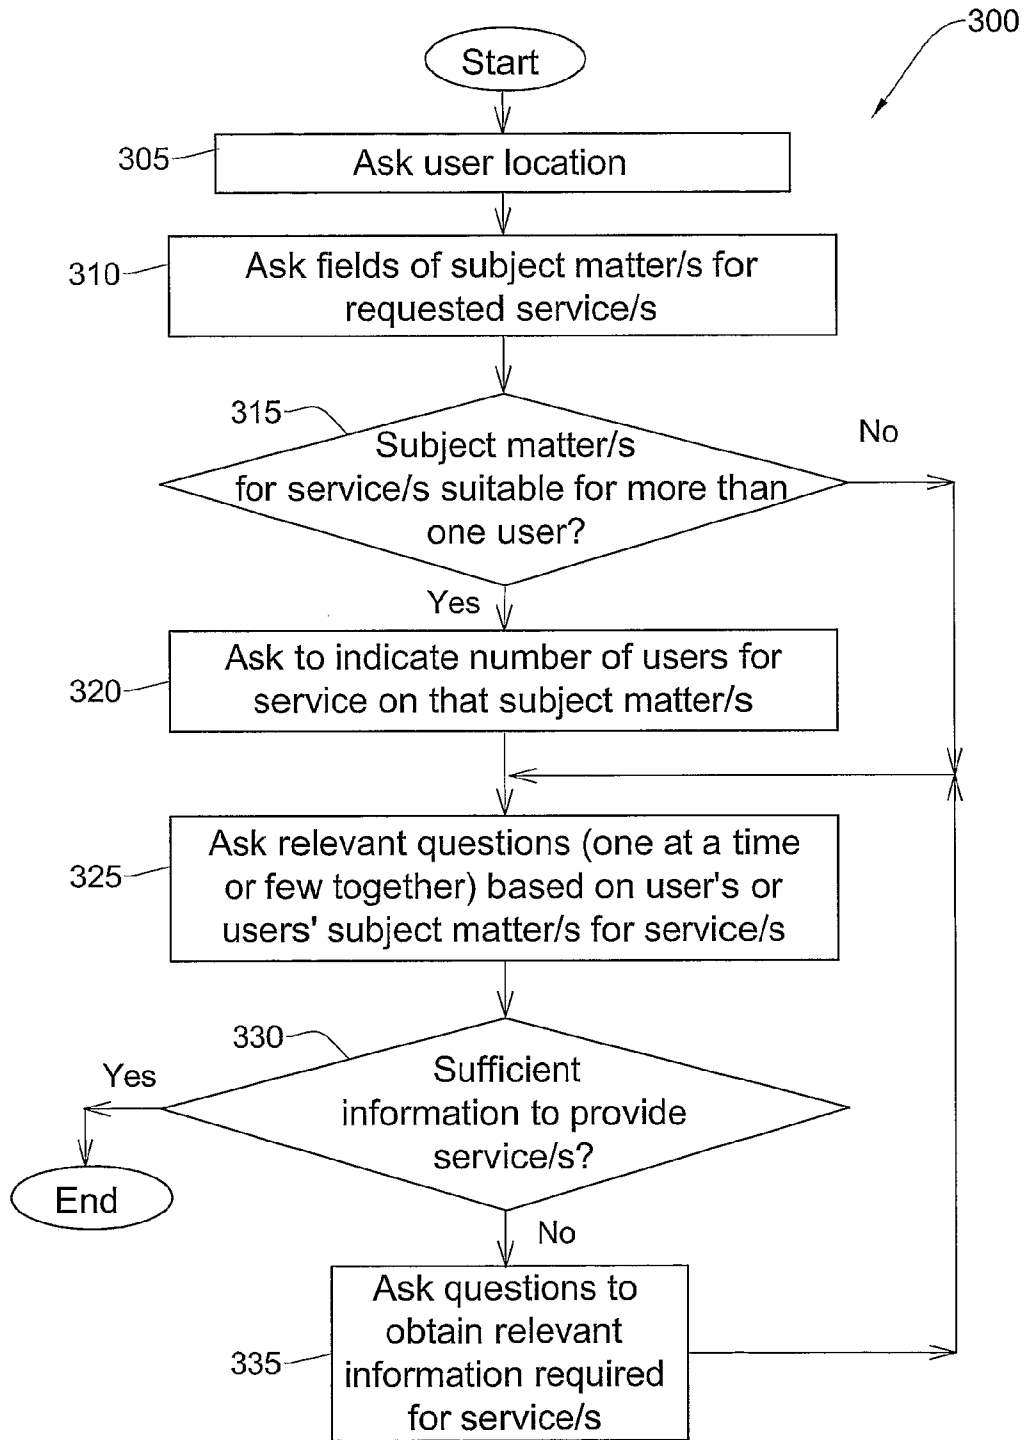 300
Start
305
Ask user location
310
Ask fields of subject matter/s for
requested service/s
315
Subject matter/s
for service/s suitable for more than
one user?
No
Yes
320
Ask to indicate number of users for
service on that subject matter/s
325
Ask relevant questions (one at a time
or few together) based on user's or
users' subject matter/s for service/s
330
Sufficient
information to provide
service/s?
Yes
End
No
335
Ask questions to
obtain relevant
information required
for service/s